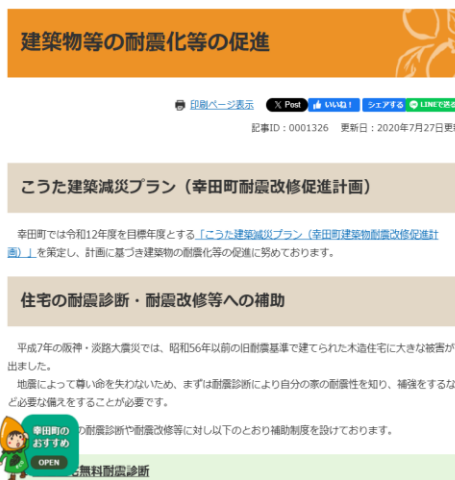 建築物等の耐震化等の促進
印刷ページ表示 X Post いいね! シェアする LINEで送る
記事ID:0001326 更新日:2020年7月27日更
こうた建築減災プラン（幸田町耐震改修促進計画）
幸田町では令和12年度を目標年度とする「こうた建築減災プラン（幸田町建築物耐震改修促進計
画）」を策定し、計画に基づき建築物の耐震化等の促進に努めております。
住宅の耐震診断・耐震改修等への補助
平成7年の阪神・淡路大震災では、昭和56年以前の旧耐震基準で建てられた木造住宅に大きな被害が
出ました。
地震によって尊い命を失わないため、まずは耐震診断により自分の家の耐震性を知り、補強をするな
ど必要な備えをすることが必要です。
の耐震診断や耐震改修等に対し以下のとおり補助制度を設けております。
幸田町の
おすすめ
OPEN
無料耐震診断